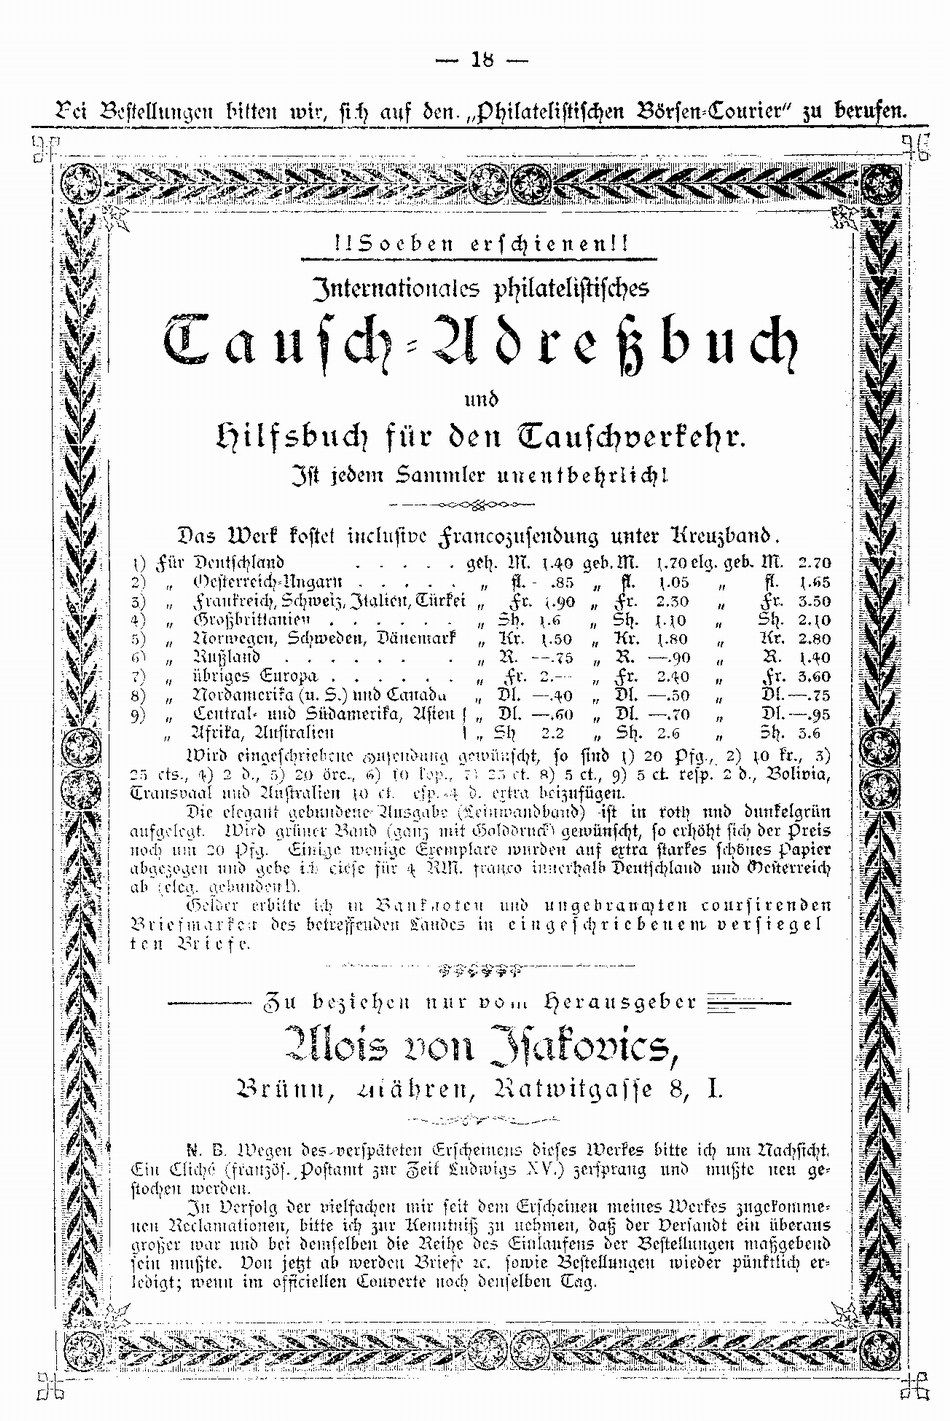 — 18 —
Bei Bestellungen bitten wir, sich auf den „Philatelistischen Börsen-Courier“ zu berufen.
!!Soeben erschienen!!
Internationales philatelistisches
Tausch-Adreßbuch
und
Hilfsbuch für den Tauschverkehr.
Ist jedem Sammler unentbehrlich!
Das Werk kostet inclusive Francozusendung unter Kreuzband.
1) Für Deutschland . . . . . geh. M. 1.40 geb. M. 1.70 elg. geb. M. 2.70
2) „ Oesterreich-Ungarn . . . . . „ fl. -.85 „ fl. 1.05 „ fl. 1.65
3) „ Frankreich, Schweiz, Italien, Türkei „ Fr. 1.90 „ Fr. 2.30 „ Fr. 3.50
4) „ Großbrittanien . . . . . . „ Sh. 1.6 „ Sh. 1.10 „ Sh. 2.10
5) „ Norwegen, Schweden, Dänemark „ Kr. 1.50 „ Kr. 1.80 „ Kr. 2.80
6) „ Rußland . . . . . . . . „ R. —.75 „ R. —.90 „ R. 1.40
7) „ übriges Europa . . . . . . „ Fr. 2.— „ Fr. 2.40 „ Fr. 3.60
8) „ Nordamerika (u. S.) und Canada „ Dl. —.40 „ Dl. —.50 „ Dl. —.75
9) „ Central- und Südamerika, Asien { „ Dl. —.60 „ Dl. —.70 „ Dl. —.95
„ Afrika, Australien „ Sh 2.2 „ Sh. 2.6 „ Sh. 3.6
Wird eingeschriebene Zusendung gewünscht, so sind 1) 20 Pfg., 2) 10 kr., 3)
25 cts., 4) 2 d., 5) 20 öre., 6) 10 kop., 7) 25 ct. 8) 5 ct., 9) 5 ct. resp. 2 d., Bolivia,
Transvaal und Australien 10 ct. resp. 4 d. extra beizufügen.
Die elegant gebundene Ausgabe (Leinwandband) ist in roth und dunkelgrün
aufgelegt. Wird grüner Band (ganz mit Golddruck) gewünscht, so erhöht sich der Preis
noch um 20 Pfg. Einige wenige Exemplare wurden auf extra starkes schönes Papier
abgezogen und gebe ich diese für 4 RM. franco innerhalb Deutschland und Oesterreich
ab (eleg. gebunden!).
Gelder erbitte ich in Banknoten und ungebrauchten coursirenden
Briefmarken des betreffenden Landes in eingeschriebenem versiegel
ten Briefe.
Zu beziehen nur vom Herausgeber
Alois von Isakovics,
Brünn, Mähren, Ratwitgasse 8, I.
N. B. Wegen des verspäteten Erscheinens dieses Werkes bitte ich um Nachsicht.
Ein Cliché (französ. Postamt zur Zeit Ludwigs XV.) zersprang und mußte neu ge-
stochen werden.
In Verfolg der vielfachen mir seit dem Erscheinen meines Werkes zugekomme-
nen Reclamationen, bitte ich zur Kenntniß zu nehmen, daß der Versandt ein überaus
großer war und bei demselben die Reihe des Einlaufens der Bestellungen maßgebend
sein mußte. Von jetzt ab werden Briefe ꝛc. sowie Bestellungen wieder pünktlich er-
ledigt; wenn im officiellen Couverte noch denselben Tag.